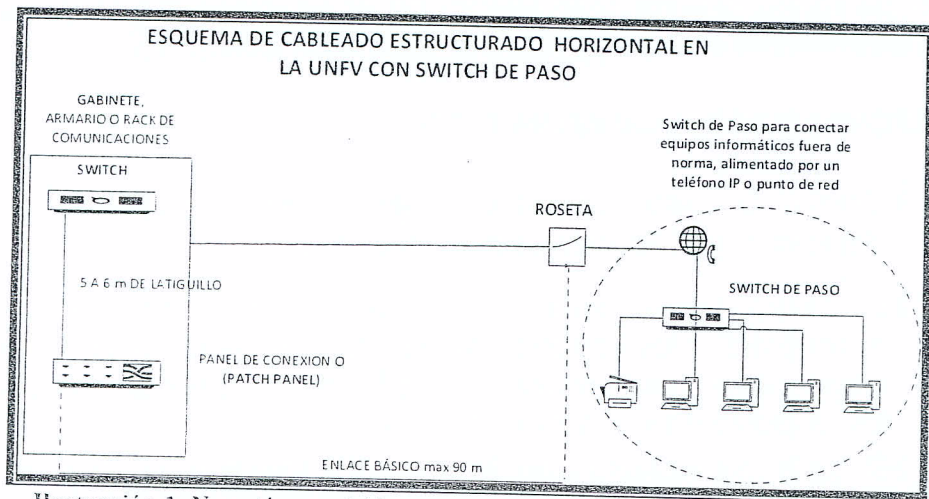 ESQUEMA DE CABLEADO ESTRUCTURADO HORIZONTAL EN
LA UNFV CON SWITCH DE PASO
GABINETE,
ARMARIO O RACK DE
COMUNICACIONES
SWITCH
5 A 6 m DE LATIGUILLO
PANEL DE CONEXION O
(PATCH PANEL)
ROSETA
Switch de Paso para conectar
equipos informáticos fuera de
norma, alimentado por un
teléfono IP o punto de red
SWITCH DE PASO
ENLACE BÁSICO max 90 m